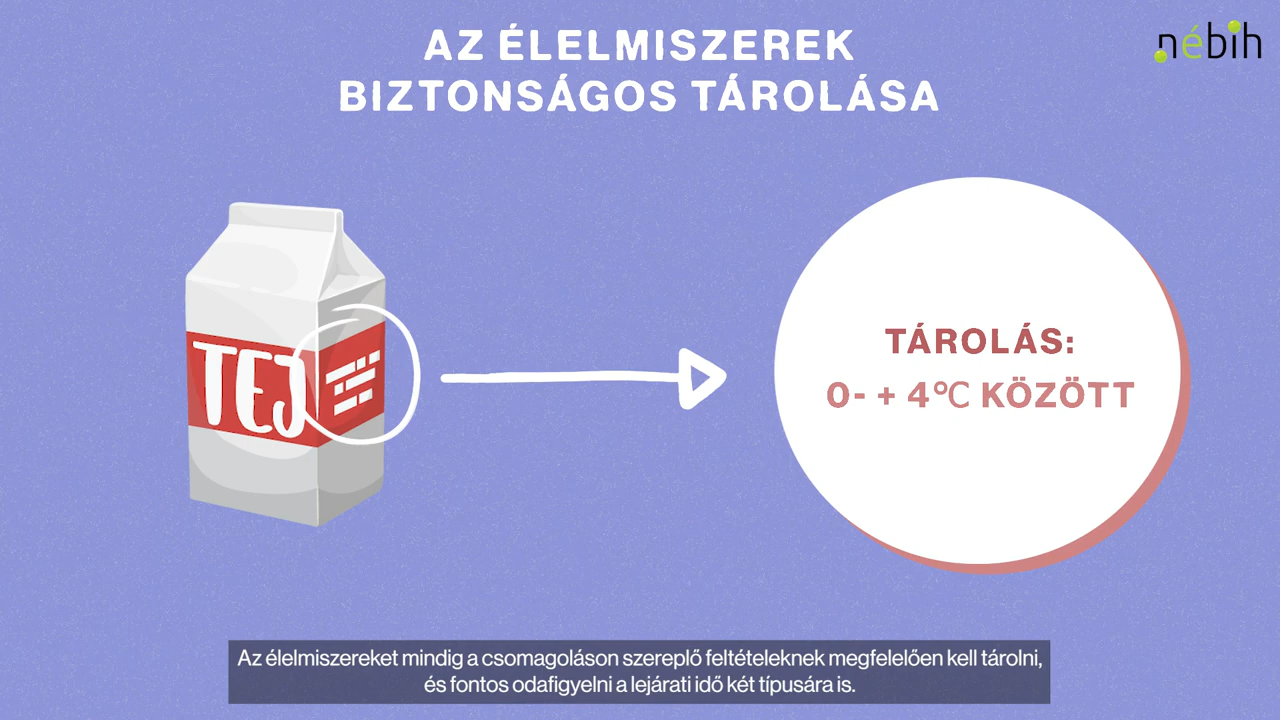 AZ ÉLELMISZEREK
BIZTONSÁGOS TÁROLÁSA
nébih
TEJ
TÁROLÁS:
0- + 4℃ KÖZÖTT
Az élelmiszereket mindig a csomagoláson szereplő feltételeknek megfelelően kell tárolni,
és fontos odafigyelni a lejárati idő két típusára is.